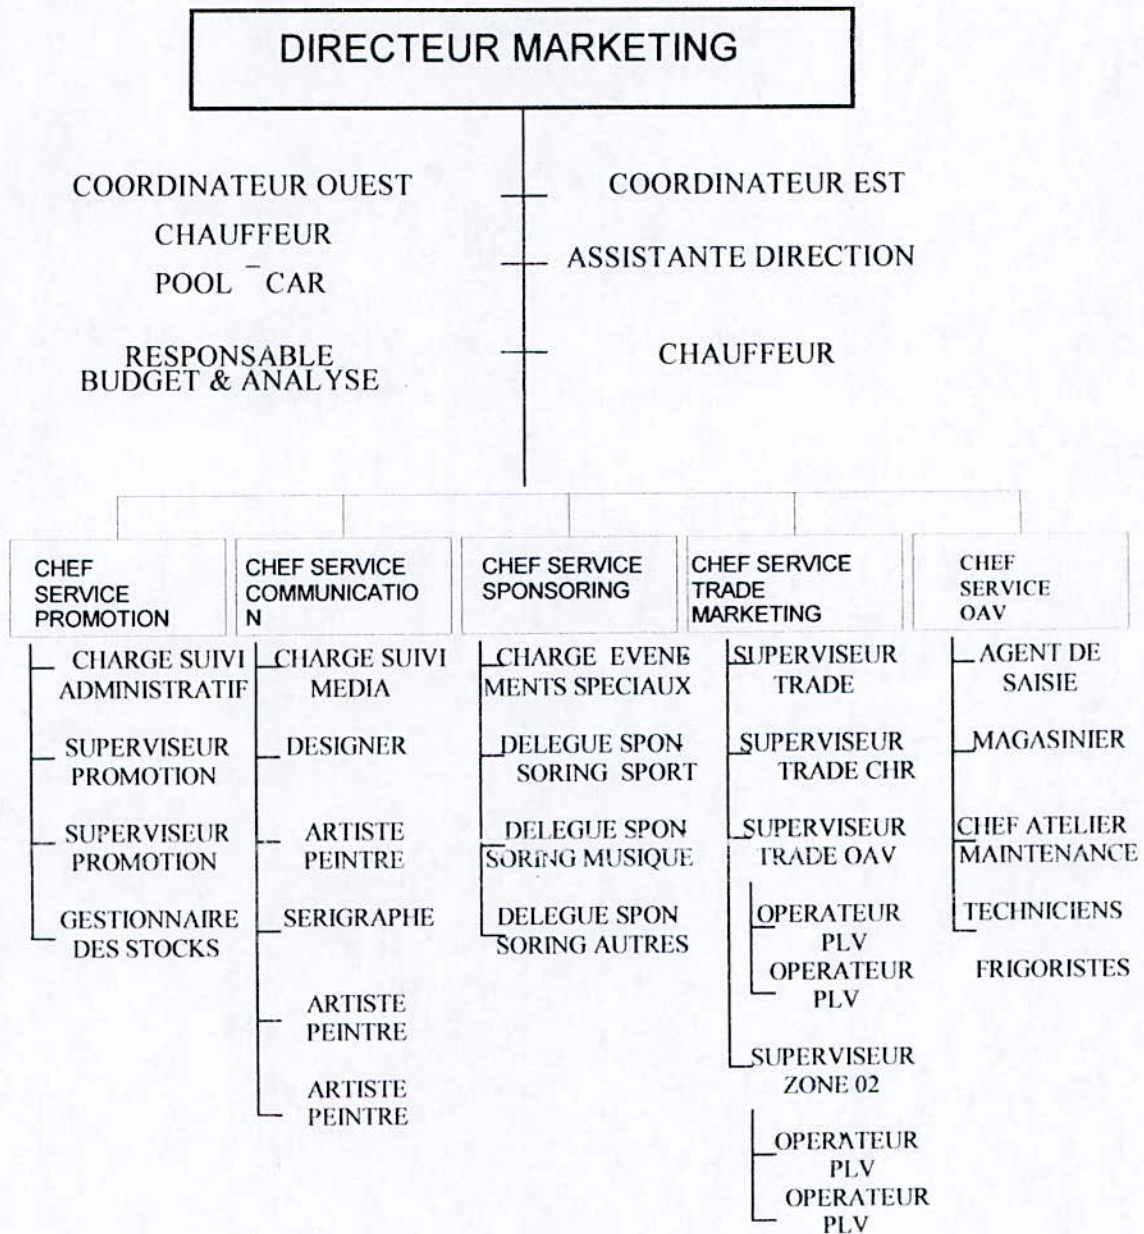 DIRECTEUR MARKETING
COORDINATEUR OUEST
COORDINATEUR EST
CHAUFFEUR
POOL - CAR
ASSISTANTE DIRECTION
RESPONSABLE
BUDGET & ANALYSE
CHAUFFEUR
CHEF
SERVICE
PROMOTION
CHARGE SUIVI
ADMINISTRATIF
SUPERVISEUR
PROMOTION
SUPERVISEUR
PROMOTION
GESTIONNAIRE
DES STOCKS
CHEF SERVICE
COMMUNICATIO
N
CHARGE SUIVI
MEDIA
DESIGNER
ARTISTE
PEINTRE
SERIGRAPHE
ARTISTE
PEINTRE
ARTISTE
PEINTRE
CHEF SERVICE
SPONSORING
CHARGE EVENE
MENTS SPECIAUX
DELEGUE SPON
SORING SPORT
DELEGUE SPON
SORING MUSIQUE
DELEGUE SPON
SORING AUTRES
CHEF SERVICE
TRADE
MARKETING
SUPERVISEUR
TRADE
SUPERVISEUR
TRADE CHR
SUPERVISEUR
TRADE OAV
OPERATEUR
PLV
OPERATEUR
PLV
SUPERVISEUR
ZONE 02
OPERATEUR
PLV
OPERATEUR
PLV
CHEF
SERVICE
OAV
AGENT DE
SAISIE
MAGASINIER
CHEF ATELIER
MAINTENANCE
TECHNICIENS
FRIGORISTES